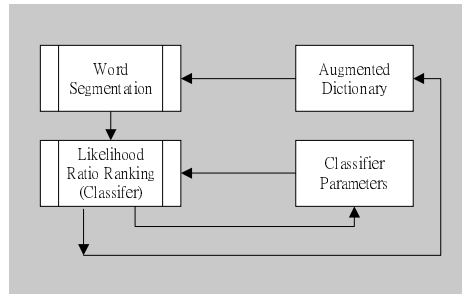 Word
Segmentation
Augmented
Dictionary
Likelihood
Ratio Ranking
(Classifer)
Classifier
Parameters